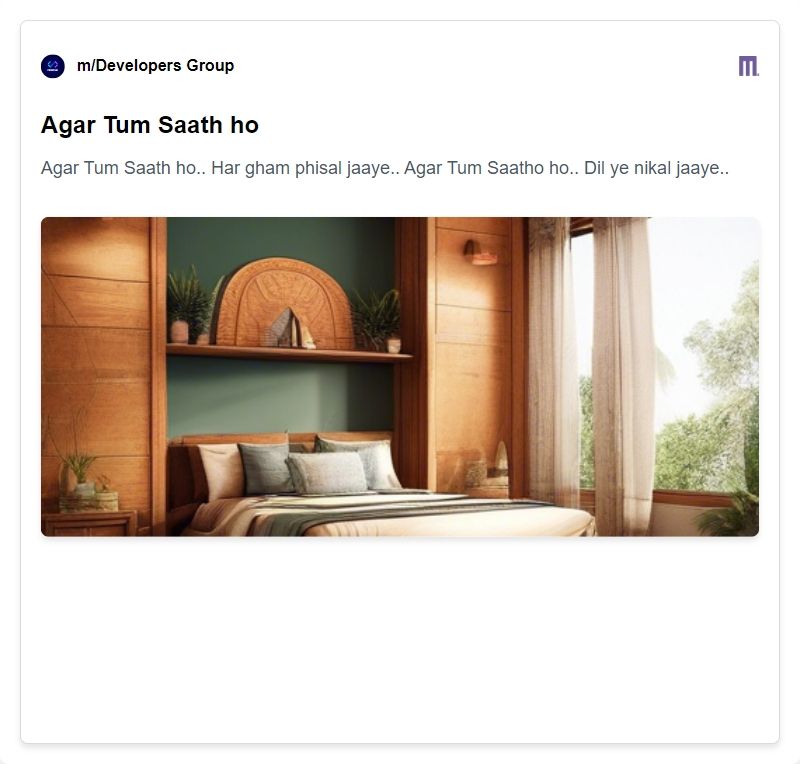 m/Developers Group
m
Agar Tum Saath ho
Agar Tum Saath ho.. Har gham phisal jaaye.. Agar Tum Saatho ho.. Dil ye nikal jaaye..